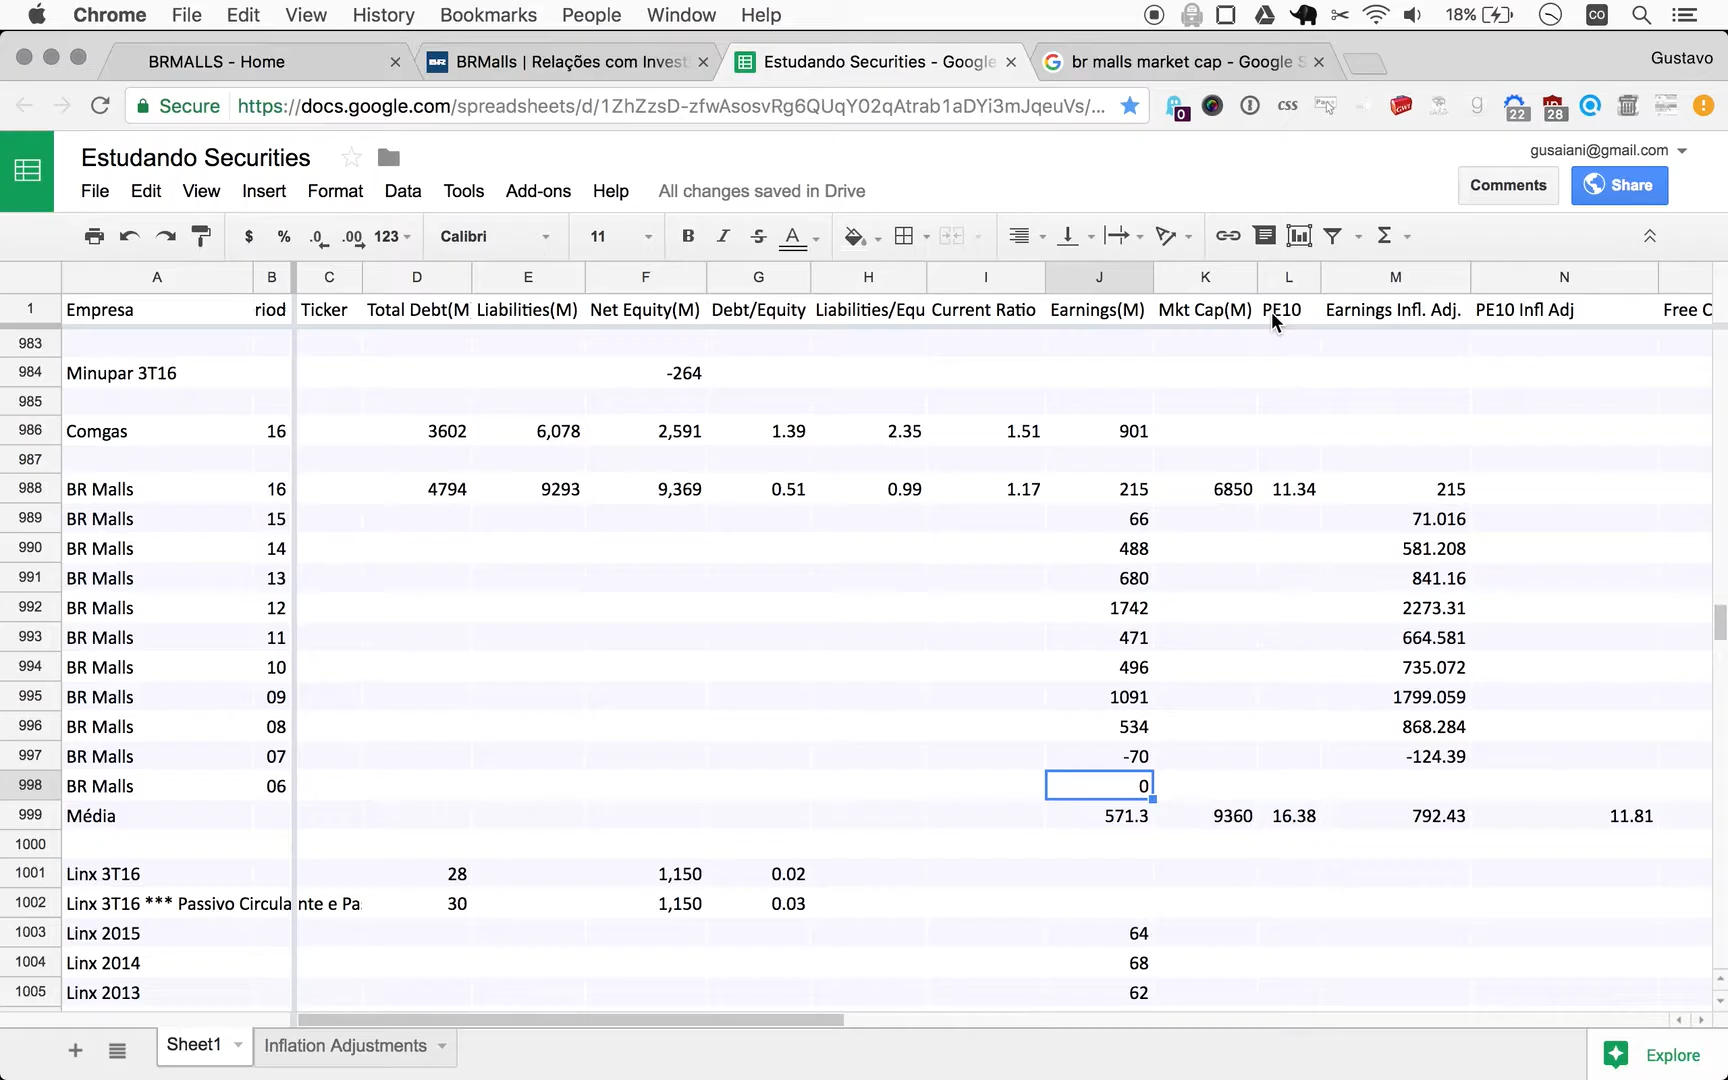 Chrome File Edit View History Bookmarks People Window Help 18% CO
BRMALLS - Home BR BRMalls | Relações com Invest Estudando Securities - Google br malls market cap - Google S Gustavo
Secure https://docs.google.com/spreadsheets/d/1ZhZzsD-zfwAsosvRg6QUqY02qAtrab1aDYi3mJqeuVs/... 0 css g 22 28
Estudando Securities gusaiani@gmail.com
File Edit View Insert Format Data Tools Add-ons Help All changes saved in Drive Comments Share
$ % .0 .00 123 Calibri 11 B I S A Σ
A B C D E F G H I J K L M N
1 Empresa riod Ticker Total Debt(M Liabilities(M) Net Equity(M) Debt/Equity Liabilities/Equ Current Ratio Earnings(M) Mkt Cap(M) PE10 Earnings Infl. Adj. PE10 Infl Adj Free C
983
984 Minupar 3T16 -264
985
986 Comgas 16 3602 6,078 2,591 1.39 2.35 1.51 901
987
988 BR Malls 16 4794 9293 9,369 0.51 0.99 1.17 215 6850 11.34 215
989 BR Malls 15 66 71.016
990 BR Malls 14 488 581.208
991 BR Malls 13 680 841.16
992 BR Malls 12 1742 2273.31
993 BR Malls 11 471 664.581
994 BR Malls 10 496 735.072
995 BR Malls 09 1091 1799.059
996 BR Malls 08 534 868.284
997 BR Malls 07 -70 -124.39
998 BR Malls 06 0
999 Média 571.3 9360 16.38 792.43 11.81
1000
1001 Linx 3T16 28 1,150 0.02
1002 Linx 3T16 *** Passivo Circulante e Pa 30 1,150 0.03
1003 Linx 2015 64
1004 Linx 2014 68
1005 Linx 2013 62
+ Sheet1 Inflation Adjustments Explore